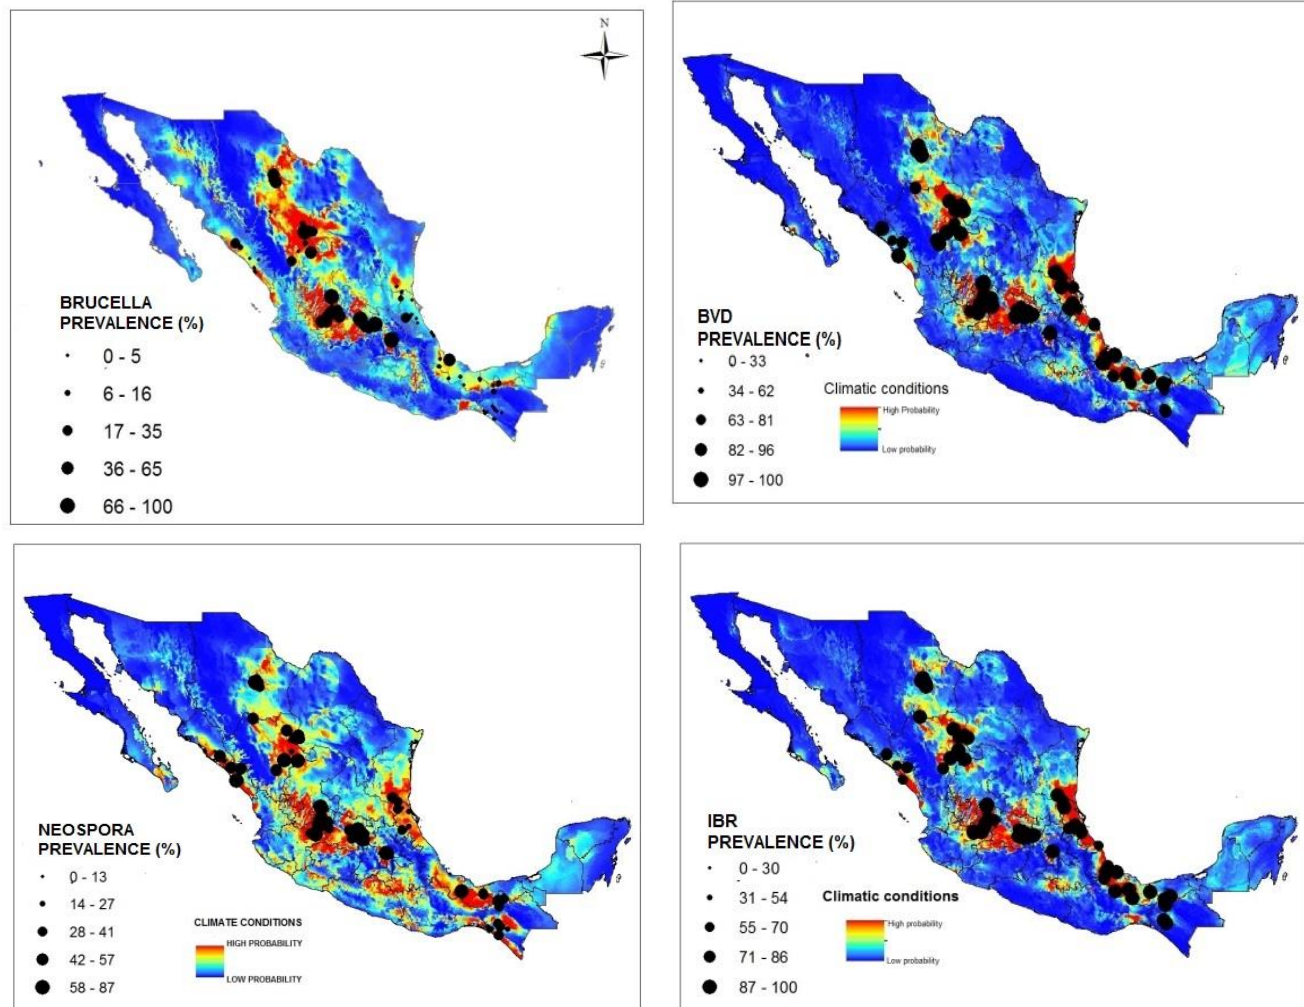 N
BRUCELLA
PREVALENCE (%)
0 - 5
6 - 16
17 - 35
36 - 65
66 - 100
BVD
PREVALENCE (%)
0 - 33
34 - 62
63 - 81
82 - 96
97 - 100
Climatic conditions
High Probability
Low probability
NEOSPORA
PREVALENCE (%)
0 - 13
14 - 27
28 - 41
42 - 57
58 - 87
CLIMATE CONDITIONS
HIGH PROBABILITY
LOW PROBABILITY
IBR
PREVALENCE (%)
0 - 30
31 - 54
55 - 70
71 - 86
87 - 100
Climatic conditions
High probability
Low probability